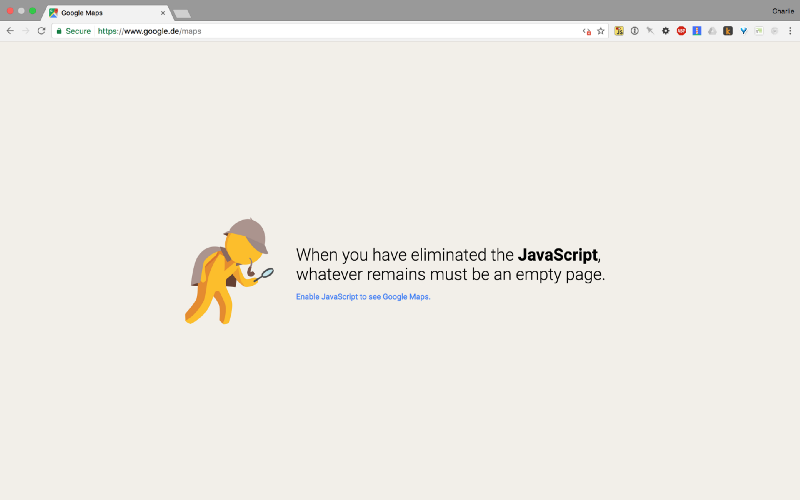 Google Maps
Charlie
Secure https://www.google.de/maps
When you have eliminated the JavaScript,
whatever remains must be an empty page.
Enable JavaScript to see Google Maps.